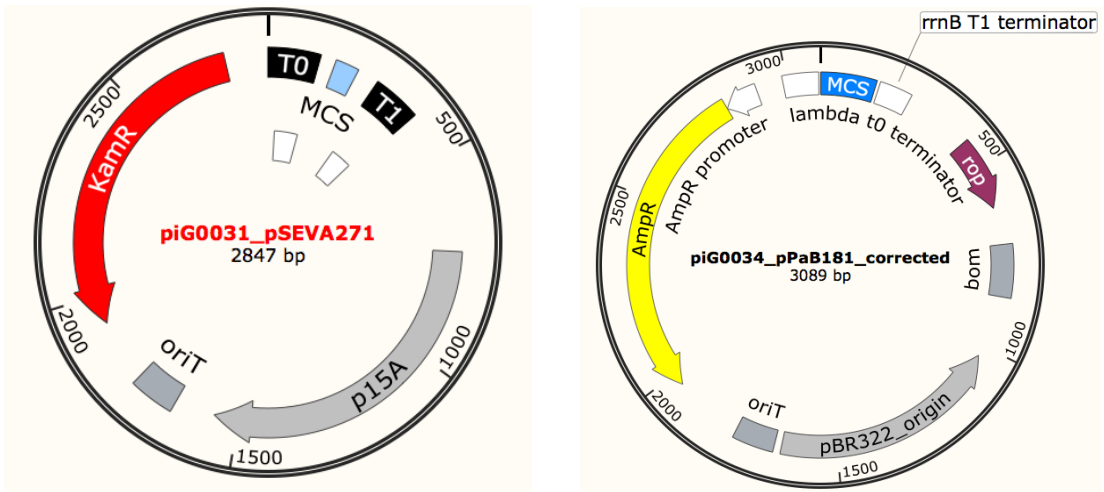 T0
MCS
T1
500
2500
KamR
piG0031_pSEVA271
2847 bp
2000
oriT
p15A
1000
1500
rrnB T1 terminator
3000
MCS
lambda t0 terminator
AmpR promoter
500
rop
2500
AmpR
piG0034_pPaB181_corrected
3089 bp
bom
1000
2000
oriT
pBR322_origin
1500